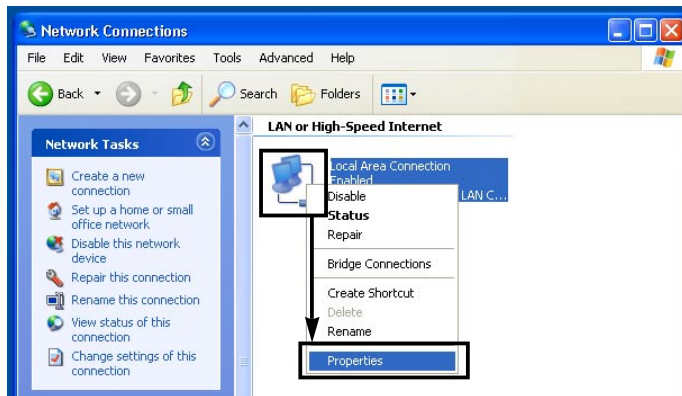 Network Connections
File Edit View Favorites Tools Advanced Help
Back Search Folders
Network Tasks
Create a new
connection
Set up a home or small
office network
Disable this network
device
Repair this connection
Rename this connection
View status of this
connection
Change settings of this
connection
LAN or High-Speed Internet
Local Area Connection
Enabled
LAN C...
Disable
Status
Repair
Bridge Connections
Create Shortcut
Delete
Rename
Properties